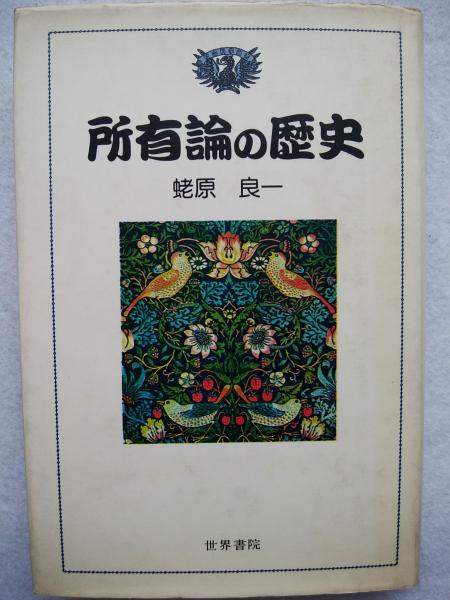 所有論の歴史
蛯原 良一
世界書院